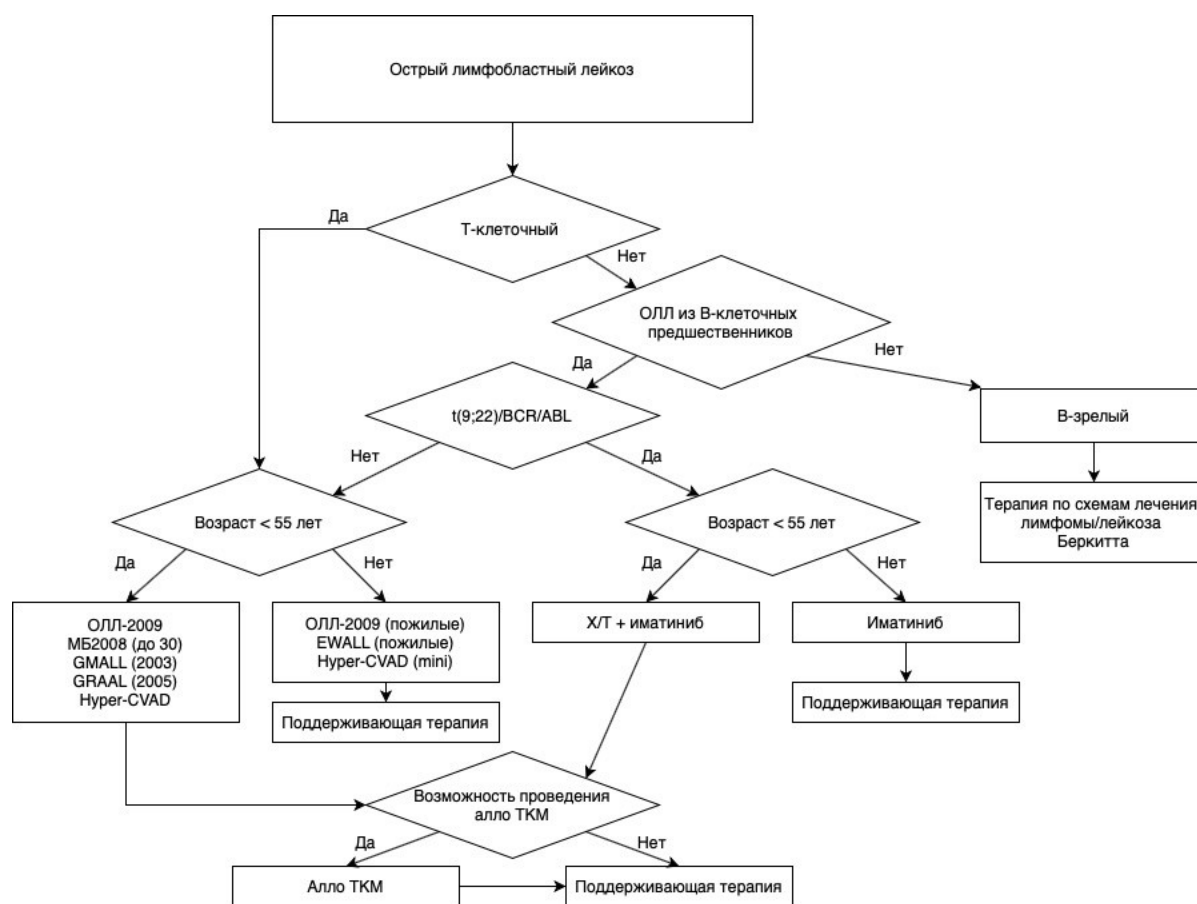 Острый лимфобластный лейкоз
Да
Т-клеточный
Нет
ОЛЛ из В-клеточных
предшественников
Да
Нет
t(9;22)/BCR/ABL
В-зрелый
Нет
Да
Терапия по схемам лечения
лимфомы/лейкоза
Беркитта
Возраст < 55 лет
Возраст < 55 лет
Да
Нет
Да
Нет
ОЛЛ-2009
МБ2008 (до 30)
GMALL (2003)
GRAAL (2005)
Hyper-CVAD
ОЛЛ-2009 (пожилые)
EWALL (пожилые)
Hyper-CVAD (mini)
Х/Т + иматиниб
Иматиниб
Поддерживающая терапия
Поддерживающая терапия
Возможность проведения
алло ТКМ
Да
Нет
Алло ТКМ
Поддерживающая терапия